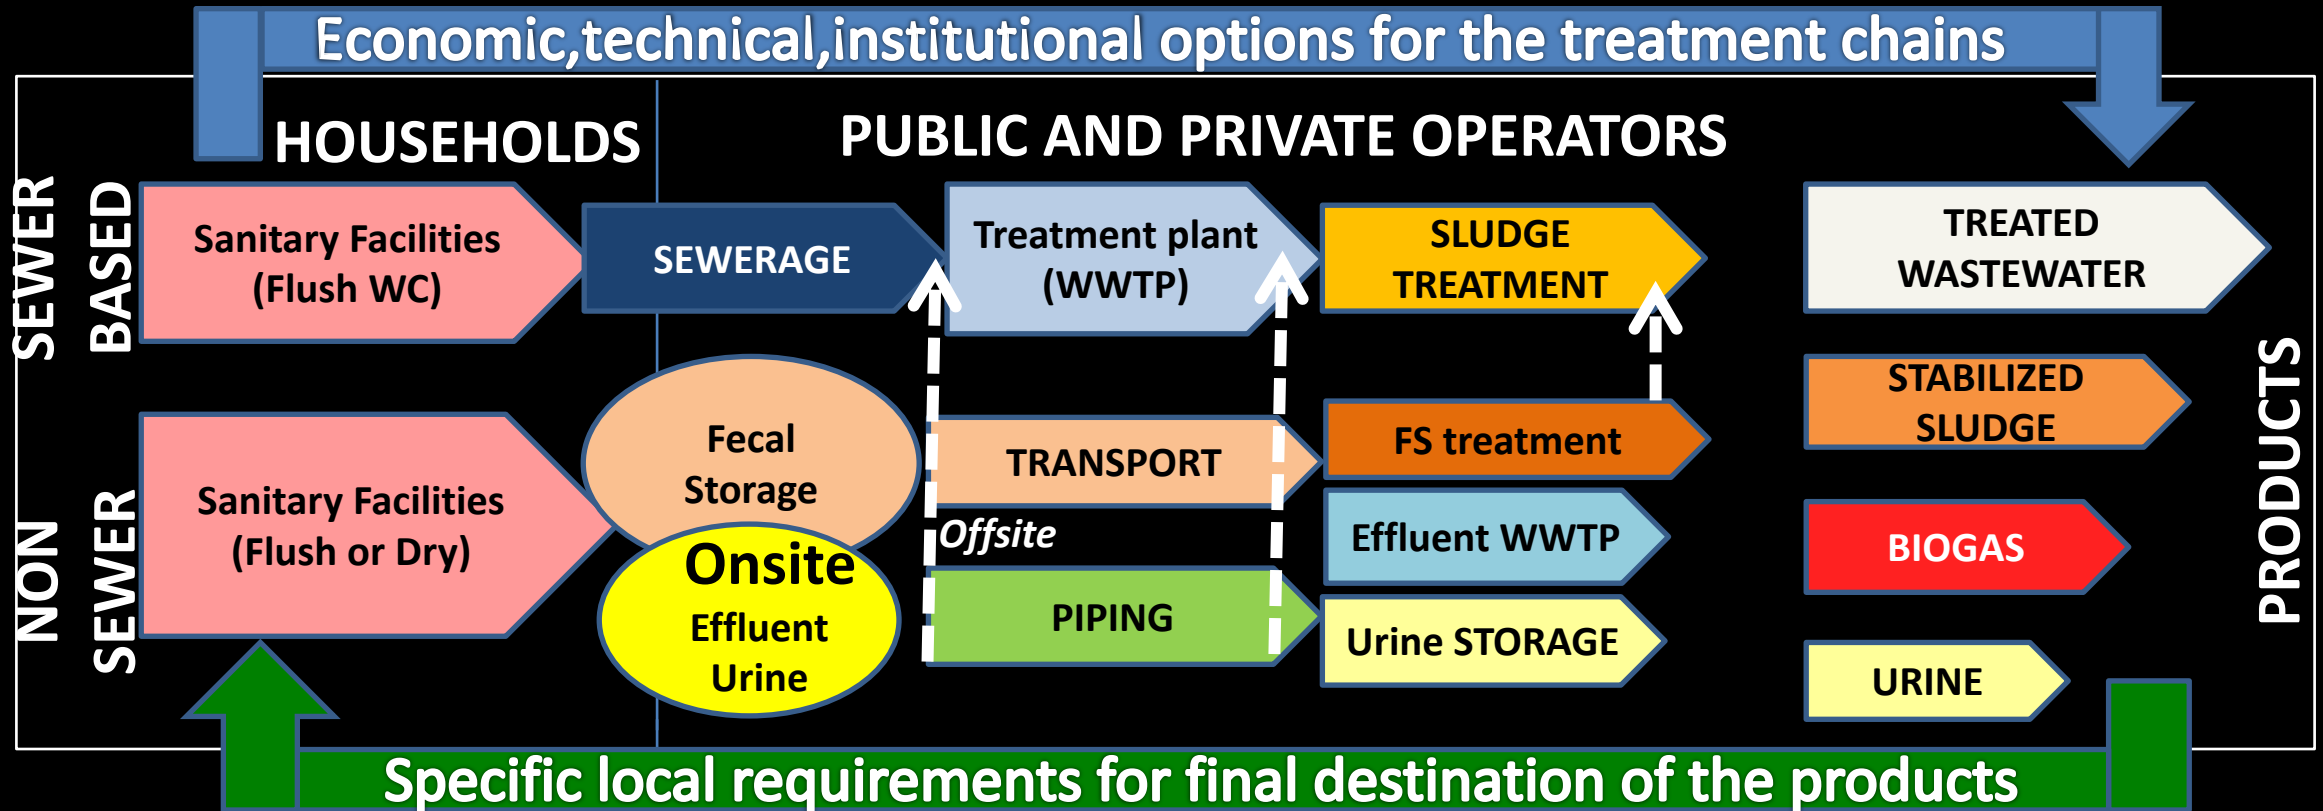 Economic,technical,institutional options for the treatment chains
HOUSEHOLDS
PUBLIC AND PRIVATE OPERATORS
SEWER
BASED
Sanitary Facilities
(Flush WC)
SEWERAGE
Treatment plant
(WWTP)
SLUDGE
TREATMENT
TREATED
WASTEWATER
NON
SEWER
Sanitary Facilities
(Flush or Dry)
Fecal
Storage
Onsite
Effluent
Urine
TRANSPORT
Offsite
PIPING
FS treatment
Effluent WWTP
Urine STORAGE
STABILIZED
SLUDGE
BIOGAS
URINE
PRODUCTS
Specific local requirements for final destination of the products